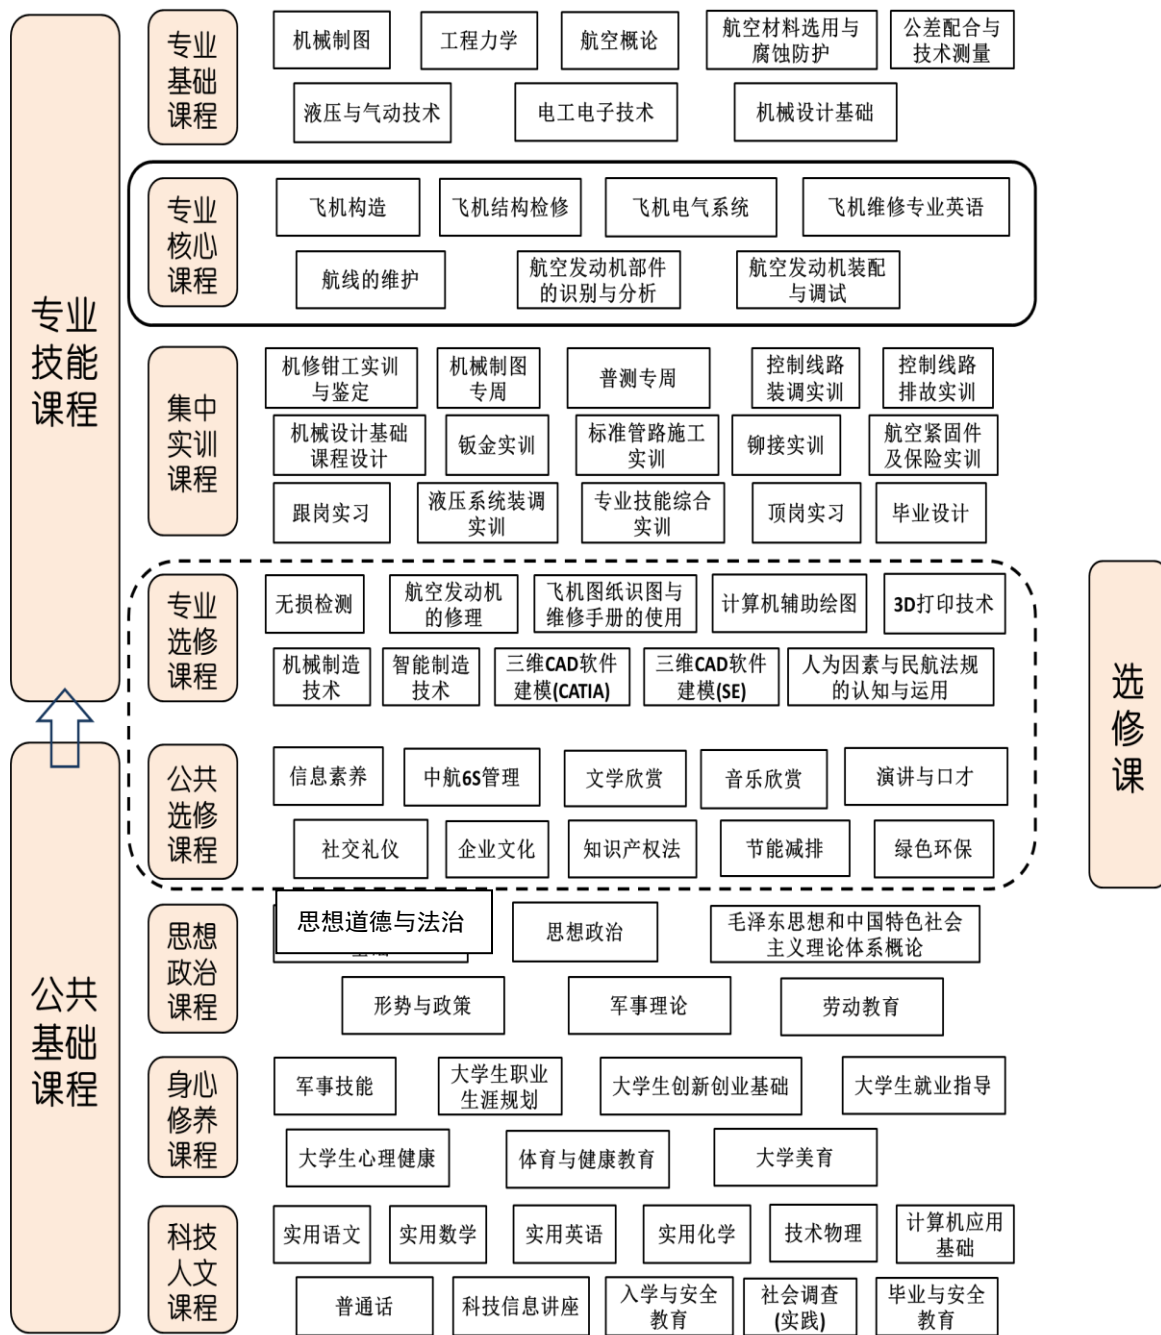 专业
基础
课程
机械制图
工程力学
航空概论
航空材料选用与
腐蚀防护
公差配合与
技术测量
液压与气动技术
电工电子技术
机械设计基础
专业
技能
课程
专业
核心
课程
飞机构造
飞机结构检修
飞机电气系统
飞机维修专业英语
航线的维护
航空发动机部件
的识别与分析
航空发动机装配
与调试
集中
实训
课程
机修钳工实训
与鉴定
机械制图
专周
普测专周
控制线路
装调实训
控制线路
排故实训
机械设计基础
课程设计
钣金实训
标准管路施工
实训
铆接实训
航空紧固件
及保险实训
跟岗实习
液压系统装调
实训
专业技能综合
实训
顶岗实习
毕业设计
专业
选修
课程
无损检测
航空发动机
的修理
飞机图纸识图与
维修手册的使用
计算机辅助绘图
3D打印技术
机械制造
技术
智能制造
技术
三维CAD软件
建模(CATIA)
三维CAD软件
建模(SE)
人为因素与民航法规
的认知与运用
选
修
课
公共
选修
课程
信息素养
中航6S管理
文学欣赏
音乐欣赏
演讲与口才
社交礼仪
企业文化
知识产权法
节能减排
绿色环保
公共
基础
课程
思想
政治
课程
思想道德与法治
思想政治
毛泽东思想和中国特色社会
主义理论体系概论
形势与政策
军事理论
劳动教育
身心
修养
课程
军事技能
大学生职业
生涯规划
大学生创新创业基础
大学生就业指导
大学生心理健康
体育与健康教育
大学美育
科技
人文
课程
实用语文
实用数学
实用英语
实用化学
技术物理
计算机应用
基础
普通话
科技信息讲座
入学与安全
教育
社会调查
(实践)
毕业与安全
教育